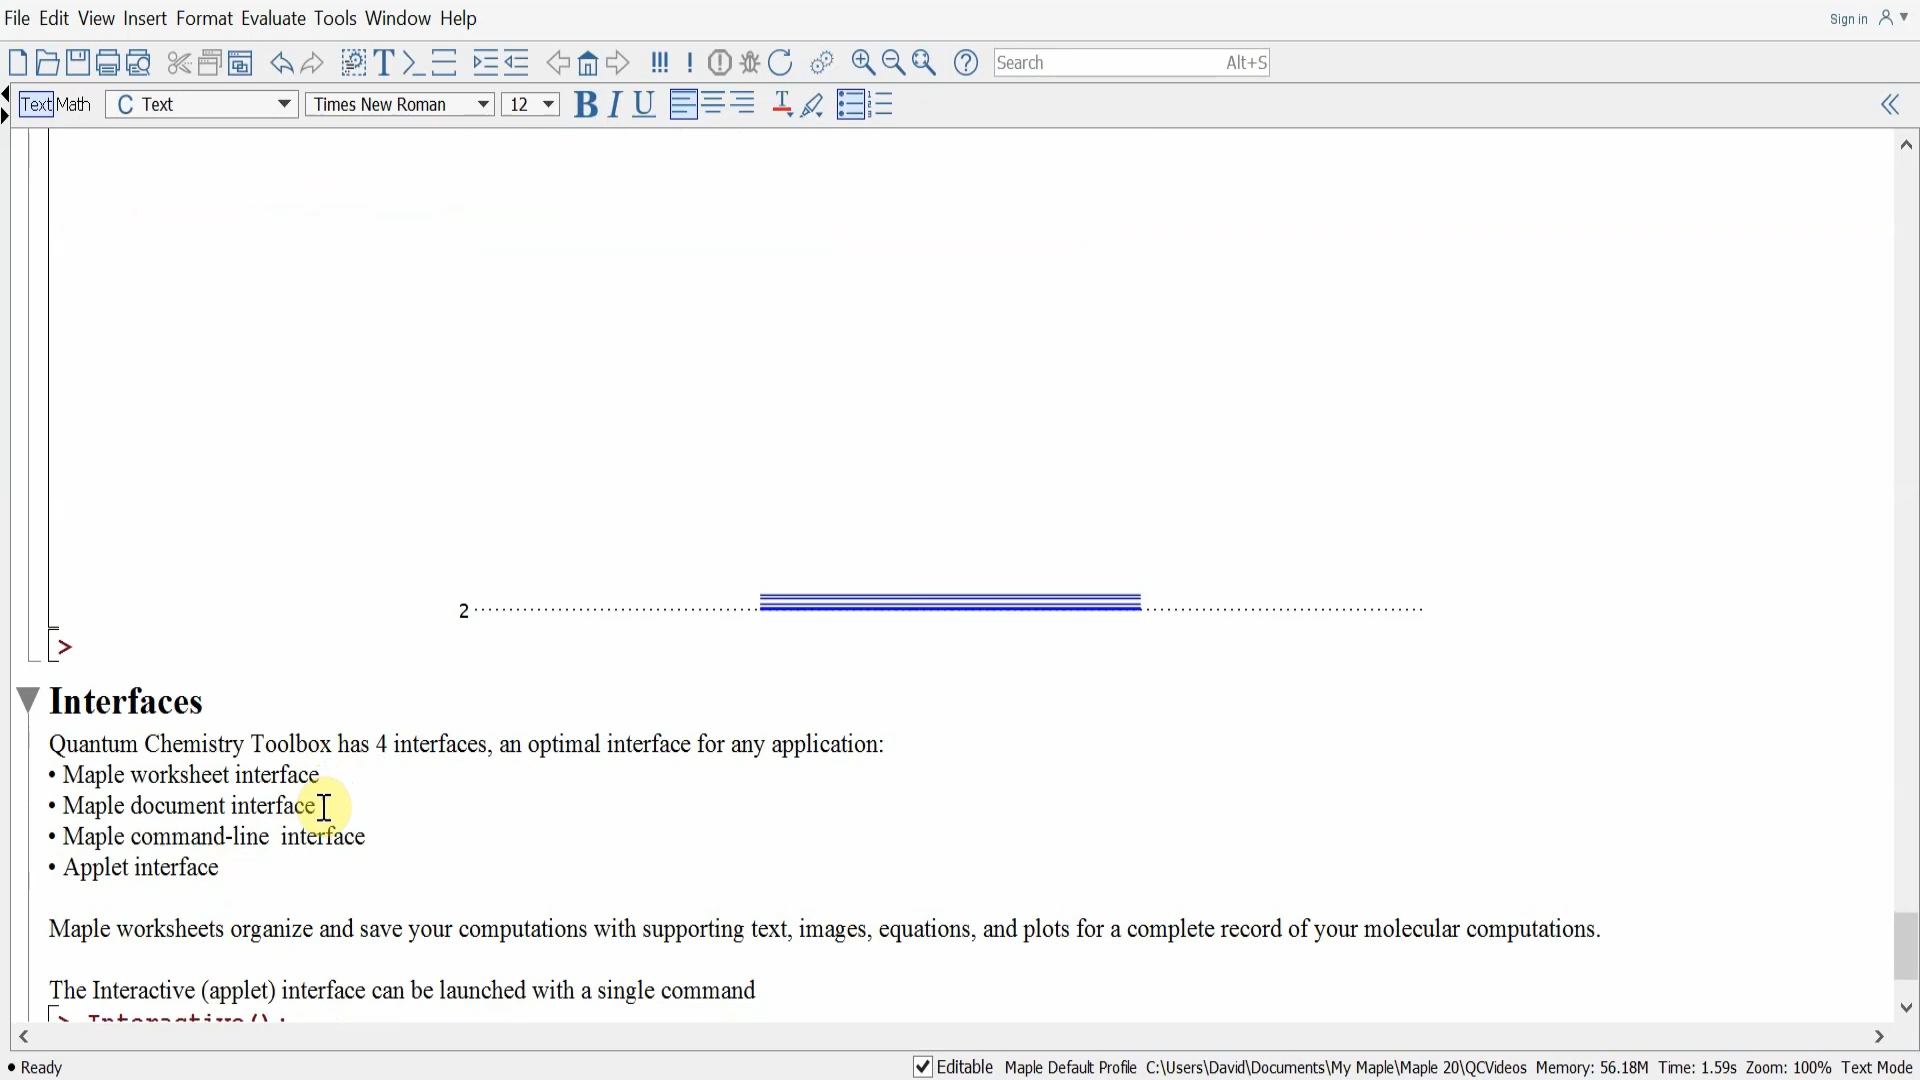 File Edit View Insert Format Evaluate Tools Window Help
Sign in
Search Alt+S
Text Math C Text Times New Roman 12 B I U
2
>
Interfaces
Quantum Chemistry Toolbox has 4 interfaces, an optimal interface for any application:
• Maple worksheet interface
• Maple document interface
• Maple command-line  interface
• Applet interface
Maple worksheets organize and save your computations with supporting text, images, equations, and plots for a complete record of your molecular computations.
The Interactive (applet) interface can be launched with a single command
> Interactive();
Ready
Editable Maple Default Profile C:\Users\David\Documents\My Maple\Maple 20\QCVideos Memory: 56.18M Time: 1.59s Zoom: 100% Text Mode